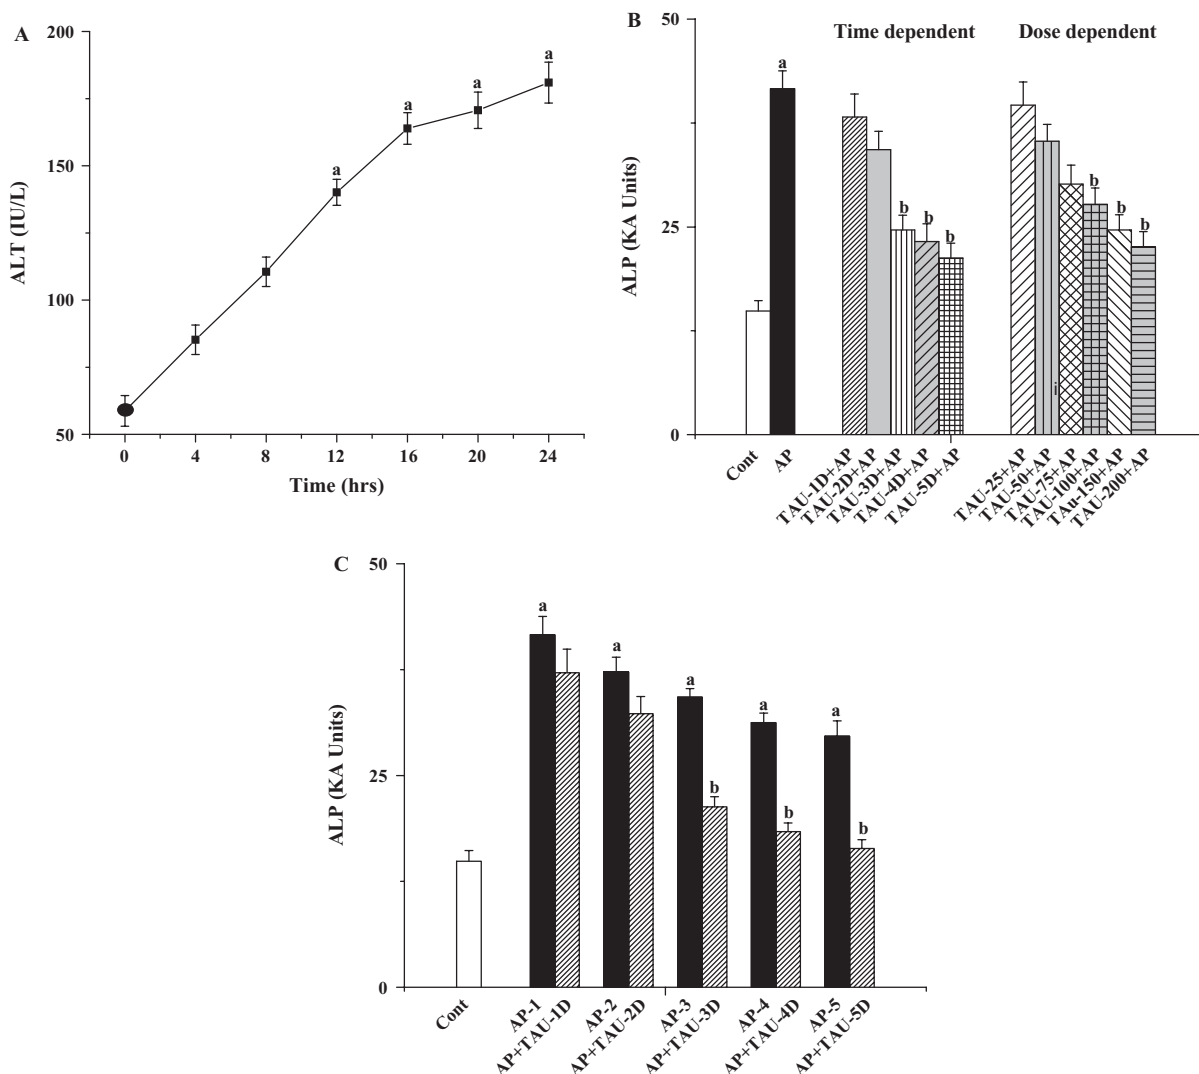 A
200
150
100
50
ALT (IU/L)
a
a
a
a
0
4
8
12
16
20
24
Time (hrs)
B
Time dependent
Dose dependent
50
25
0
ALP (KA Units)
a
b
b
b
b
b
b
i
Cont
AP
TAU-1D+AP
TAU-2D+AP
TAU-3D+AP
TAU-4D+AP
TAU-5D+AP
TAU-25+AP
TAU-50+AP
TAU-75+AP
TAU-100+AP
TAu-150+AP
TAU-200+AP
C
50
25
0
ALP (KA Units)
a
a
a
a
a
b
b
b
Cont
AP-1
AP+TAU-1D
AP-2
AP+TAU-2D
AP-3
AP+TAU-3D
AP-4
AP+TAU-4D
AP-5
AP+TAU-5D